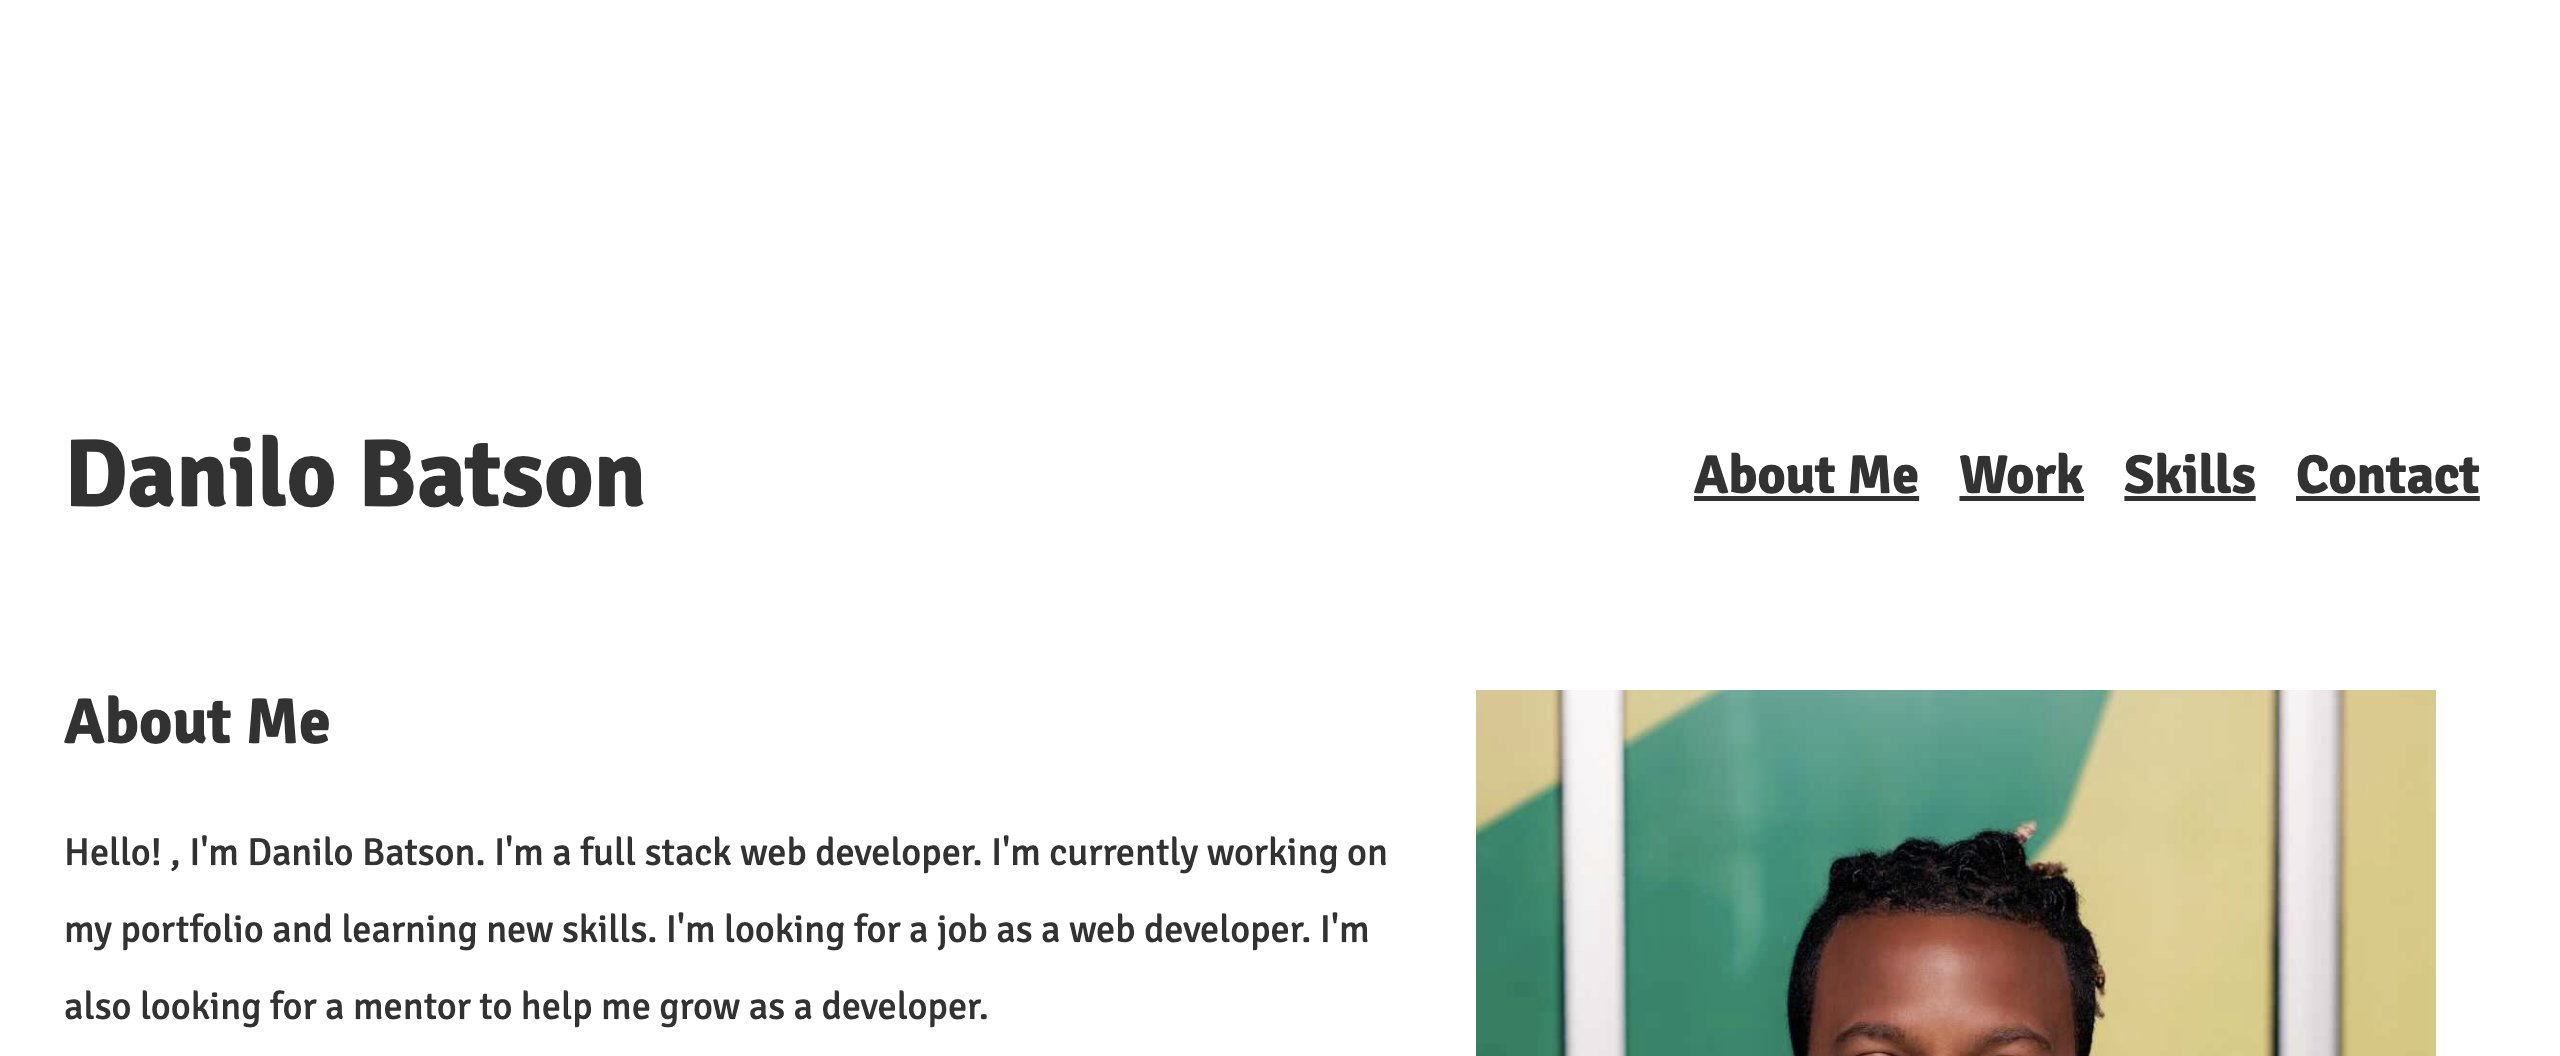 Danilo Batson
About Me Work Skills Contact
About Me
Hello! , I'm Danilo Batson. I'm a full stack web developer. I'm currently working on
my portfolio and learning new skills. I'm looking for a job as a web developer. I'm
also looking for a mentor to help me grow as a developer.